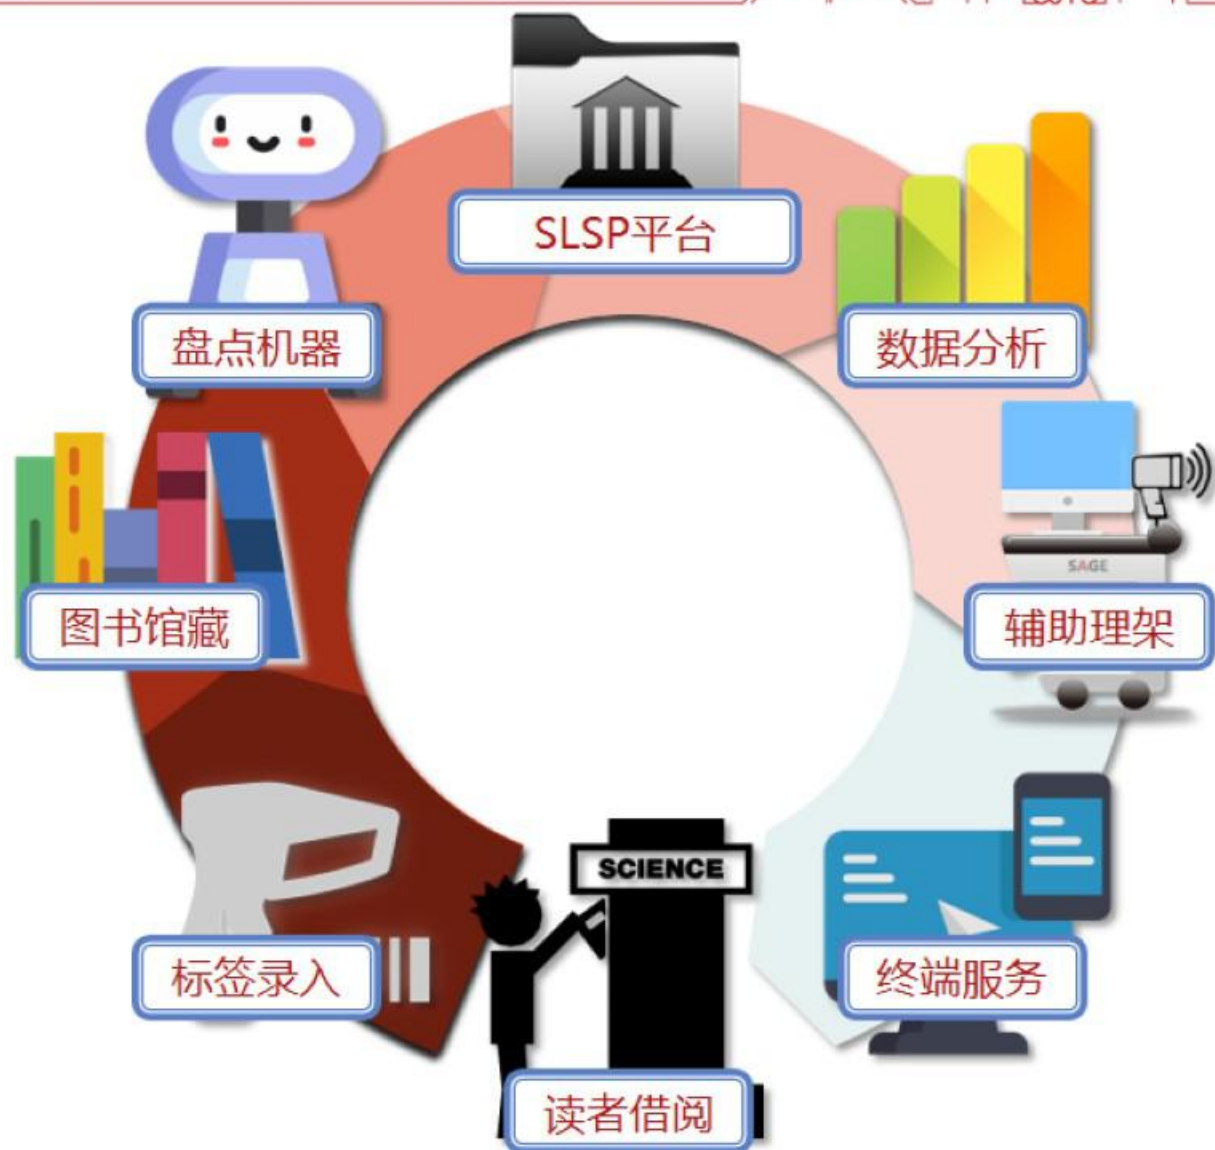 SLSP平台
盘点机器
数据分析
SAGE
图书馆藏
辅助理架
SCIENCE
标签录入
终端服务
读者借阅